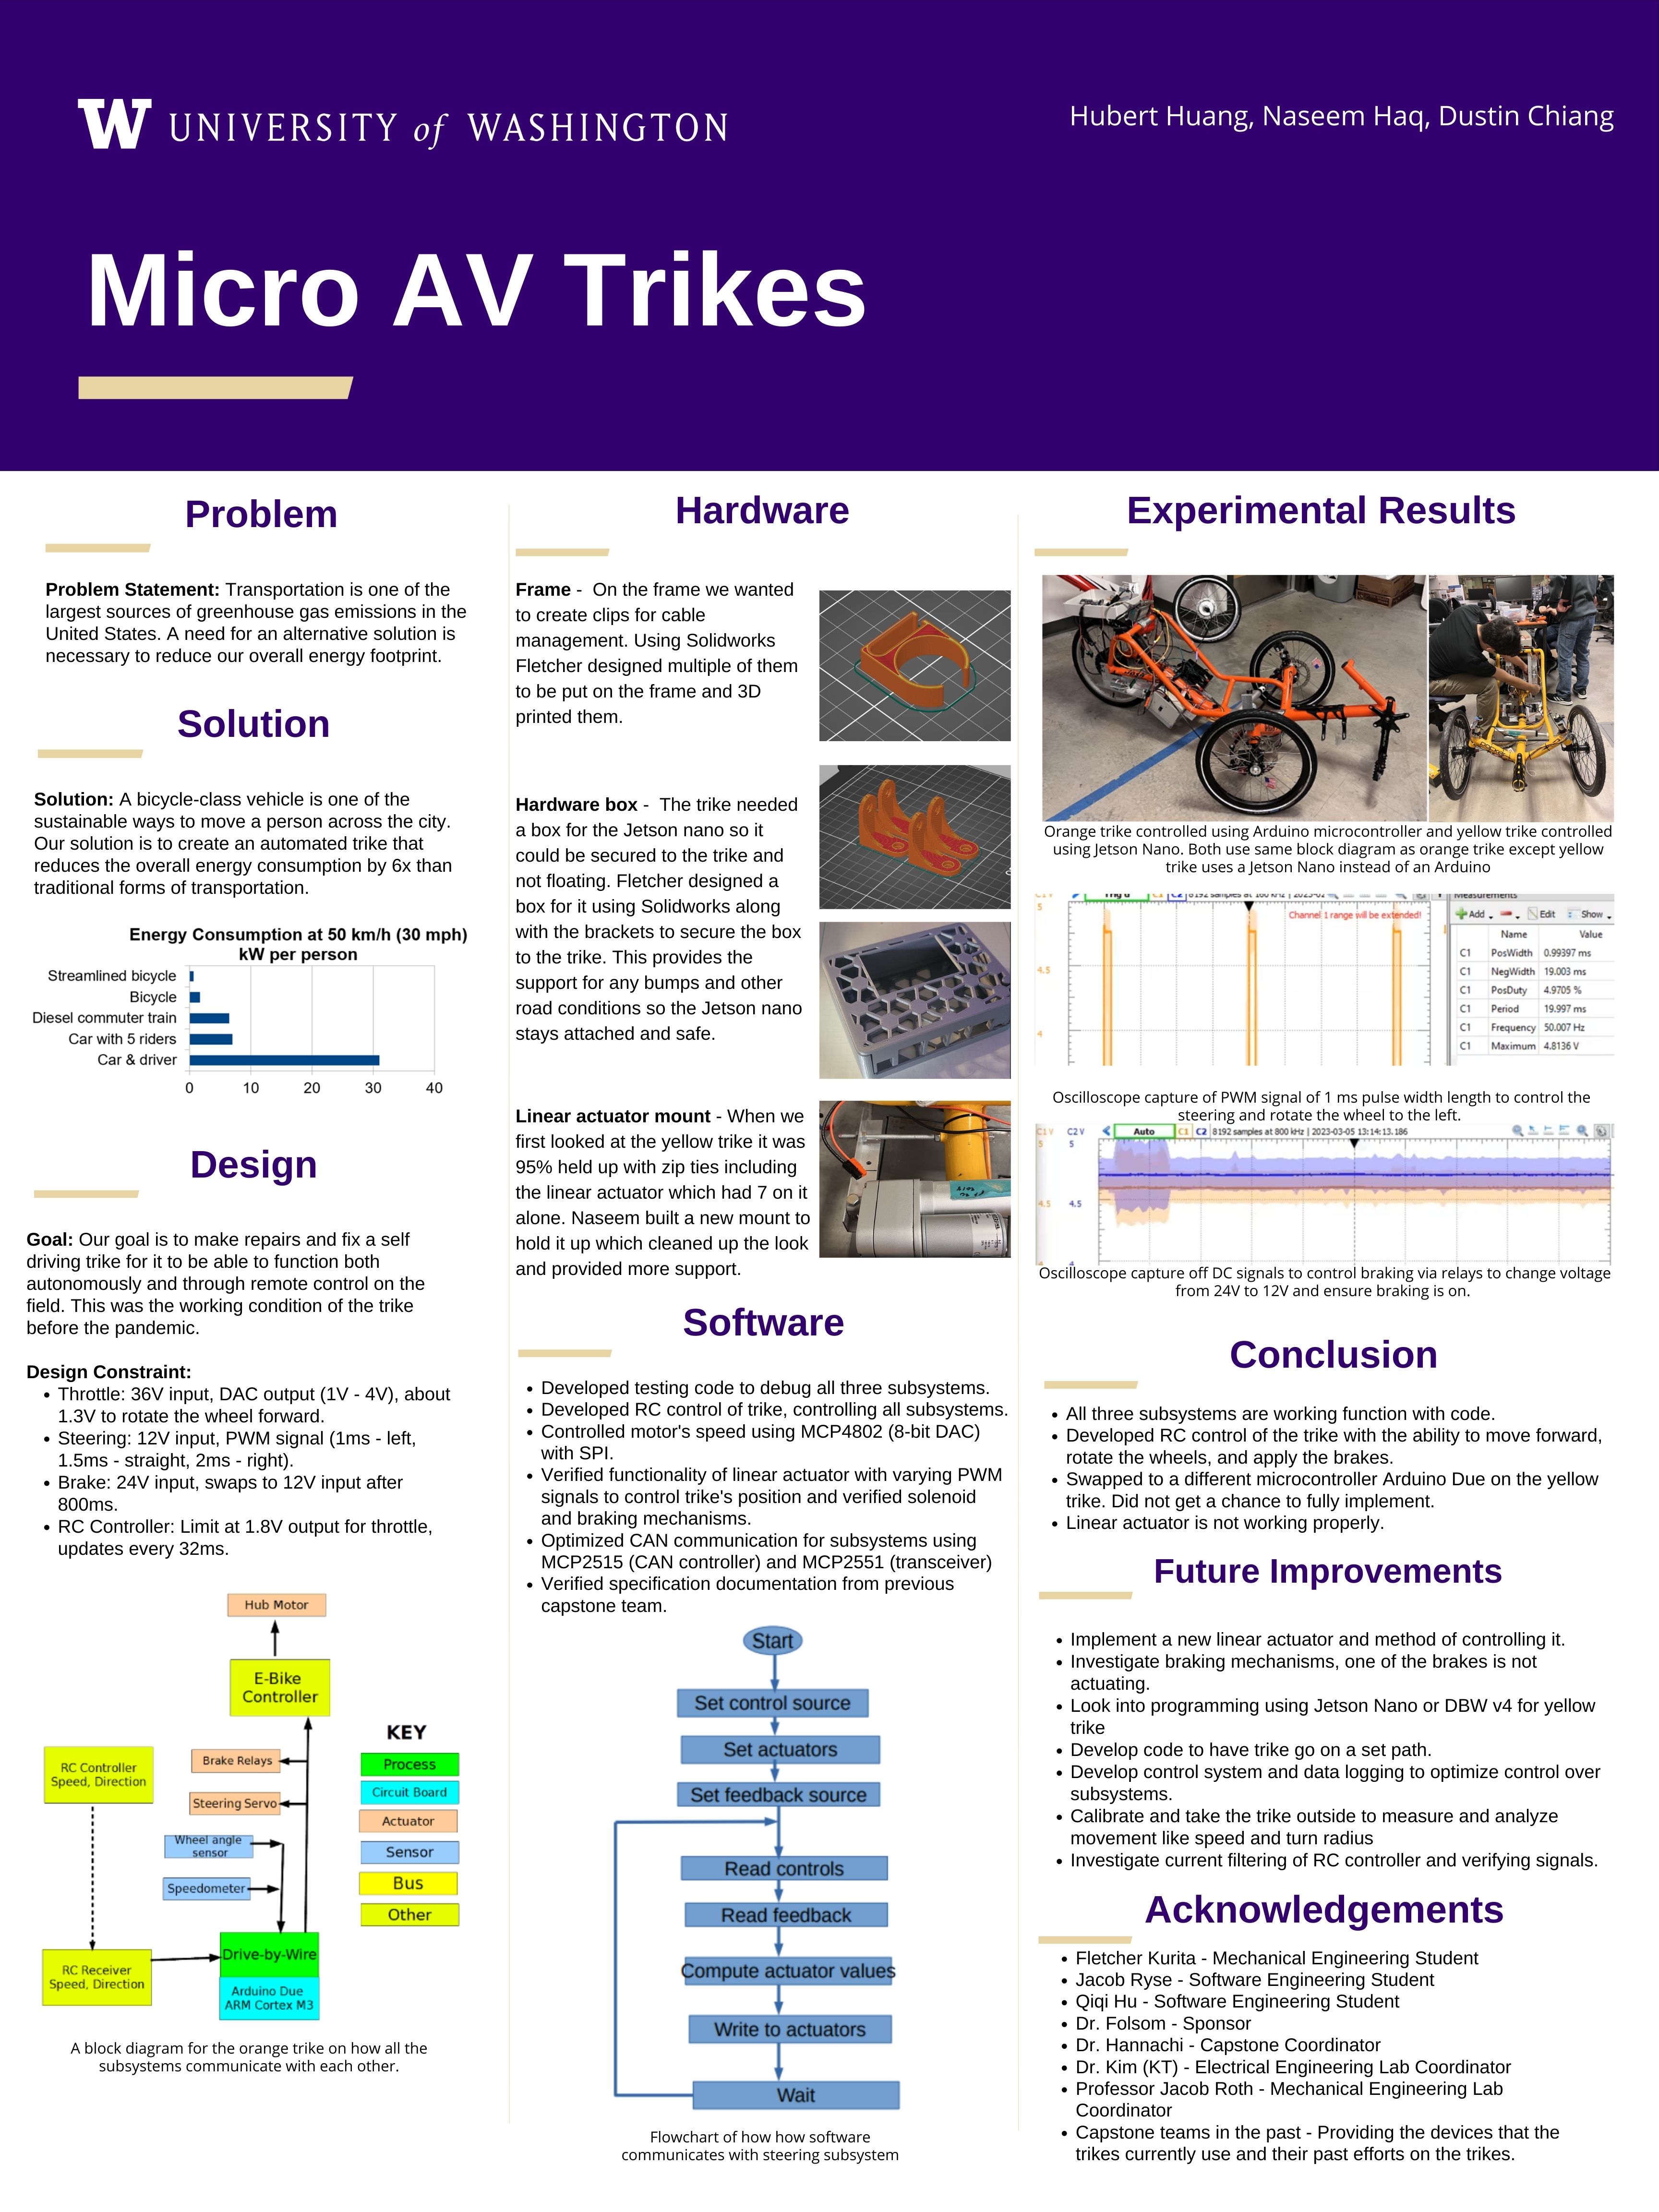 W UNIVERSITY of WASHINGTON
Hubert Huang, Naseem Haq, Dustin Chiang
Micro AV Trikes
Problem
Problem Statement: Transportation is one of the
largest sources of greenhouse gas emissions in the
United States. A need for an alternative solution is
necessary to reduce our overall energy footprint.
Solution
Solution: A bicycle-class vehicle is one of the
sustainable ways to move a person across the city.
Our solution is to create an automated trike that
reduces the overall energy consumption by 6x than
traditional forms of transportation.
Energy Consumption at 50 km/h (30 mph)
kW per person
Streamlined bicycle
Bicycle
Diesel commuter train
Car with 5 riders
Car & driver
0 10 20 30 40
Design
Goal: Our goal is to make repairs and fix a self
driving trike for it to be able to function both
autonomously and through remote control on the
field. This was the working condition of the trike
before the pandemic.
Design Constraint:
• Throttle: 36V input, DAC output (1V - 4V), about
1.3V to rotate the wheel forward.
• Steering: 12V input, PWM signal (1ms - left,
1.5ms - straight, 2ms - right).
• Brake: 24V input, swaps to 12V input after
800ms.
• RC Controller: Limit at 1.8V output for throttle,
updates every 32ms.
Hub Motor
E-Bike
Controller
RC Controller
Speed, Direction
Brake Relays
Steering Servo
Wheel angle
sensor
Speedometer
RC Receiver
Speed, Direction
Drive-by-Wire
Arduino Due
ARM Cortex M3
KEY
Process
Circuit Board
Actuator
Sensor
Bus
Other
A block diagram for the orange trike on how all the
subsystems communicate with each other.
Hardware
Frame - On the frame we wanted
to create clips for cable
management. Using Solidworks
Fletcher designed multiple of them
to be put on the frame and 3D
printed them.
Hardware box - The trike needed
a box for the Jetson nano so it
could be secured to the trike and
not floating. Fletcher designed a
box for it using Solidworks along
with the brackets to secure the box
to the trike. This provides the
support for any bumps and other
road conditions so the Jetson nano
stays attached and safe.
Linear actuator mount - When we
first looked at the yellow trike it was
95% held up with zip ties including
the linear actuator which had 7 on it
alone. Naseem built a new mount to
hold it up which cleaned up the look
and provided more support.
Software
• Developed testing code to debug all three subsystems.
• Developed RC control of trike, controlling all subsystems.
• Controlled motor's speed using MCP4802 (8-bit DAC)
with SPI.
• Verified functionality of linear actuator with varying PWM
signals to control trike's position and verified solenoid
and braking mechanisms.
• Optimized CAN communication for subsystems using
MCP2515 (CAN controller) and MCP2551 (transceiver)
• Verified specification documentation from previous
capstone team.
Start
Set control source
Set actuators
Set feedback source
Read controls
Read feedback
Compute actuator values
Write to actuators
Wait
Flowchart of how how software
communicates with steering subsystem
Experimental Results
Orange trike controlled using Arduino microcontroller and yellow trike controlled
using Jetson Nano. Both use same block diagram as orange trike except yellow
trike uses a Jetson Nano instead of an Arduino
Measurements
Channel 1 range will be extended!
Add Edit Show
Name Value
C1 PosWidth 0.99397 ms
C1 NegWidth 19.003 ms
C1 PosDuty 4.9705 %
C1 Period 19.997 ms
C1 Frequency 50.007 Hz
C1 Maximum 4.8136 V
5
4.5
4
Oscilloscope capture of PWM signal of 1 ms pulse width length to control the
steering and rotate the wheel to the left.
C1 V C2 V Auto C1 C2 8192 samples at 800 kHz | 2023-03-05 13:14:13.186
5 5
4.5 4.5
Oscilloscope capture off DC signals to control braking via relays to change voltage
from 24V to 12V and ensure braking is on.
Conclusion
• All three subsystems are working function with code.
• Developed RC control of the trike with the ability to move forward,
rotate the wheels, and apply the brakes.
• Swapped to a different microcontroller Arduino Due on the yellow
trike. Did not get a chance to fully implement.
• Linear actuator is not working properly.
Future Improvements
• Implement a new linear actuator and method of controlling it.
• Investigate braking mechanisms, one of the brakes is not
actuating.
• Look into programming using Jetson Nano or DBW v4 for yellow
trike
• Develop code to have trike go on a set path.
• Develop control system and data logging to optimize control over
subsystems.
• Calibrate and take the trike outside to measure and analyze
movement like speed and turn radius
• Investigate current filtering of RC controller and verifying signals.
Acknowledgements
• Fletcher Kurita - Mechanical Engineering Student
• Jacob Ryse - Software Engineering Student
• Qiqi Hu - Software Engineering Student
• Dr. Folsom - Sponsor
• Dr. Hannachi - Capstone Coordinator
• Dr. Kim (KT) - Electrical Engineering Lab Coordinator
• Professor Jacob Roth - Mechanical Engineering Lab
Coordinator
• Capstone teams in the past - Providing the devices that the
trikes currently use and their past efforts on the trikes.